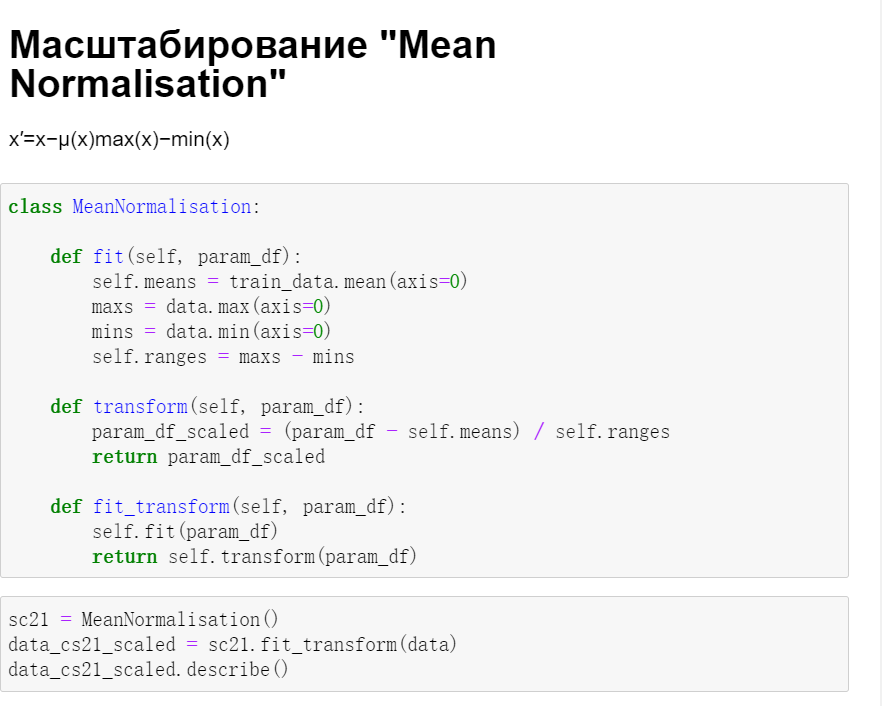 Масштабирование "Mean
Normalisation"
x′=x−μ(x)max(x)−min(x)
class MeanNormalisation:
def fit(self, param_df):
self.means = train_data.mean(axis=0)
maxs = data.max(axis=0)
mins = data.min(axis=0)
self.ranges = maxs - mins
def transform(self, param_df):
param_df_scaled = (param_df - self.means) / self.ranges
return param_df_scaled
def fit_transform(self, param_df):
self.fit(param_df)
return self.transform(param_df)
sc21 = MeanNormalisation()
data_cs21_scaled = sc21.fit_transform(data)
data_cs21_scaled.describe()